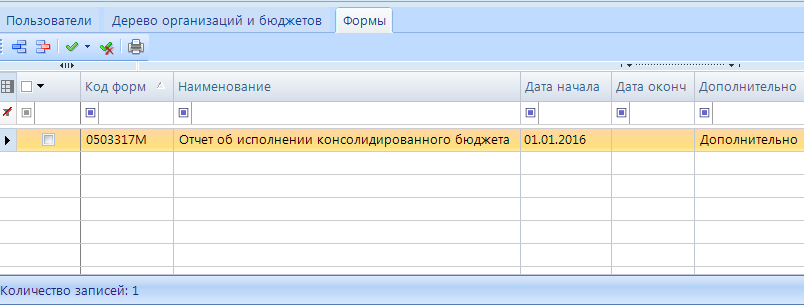 Пользователи Дерево организаций и бюджетов Формы
Код форм Наименование Дата начала Дата оконч Дополнительно
0503317М Отчет об исполнении консолидированного бюджета 01.01.2016 Дополнительно
Количество записей: 1